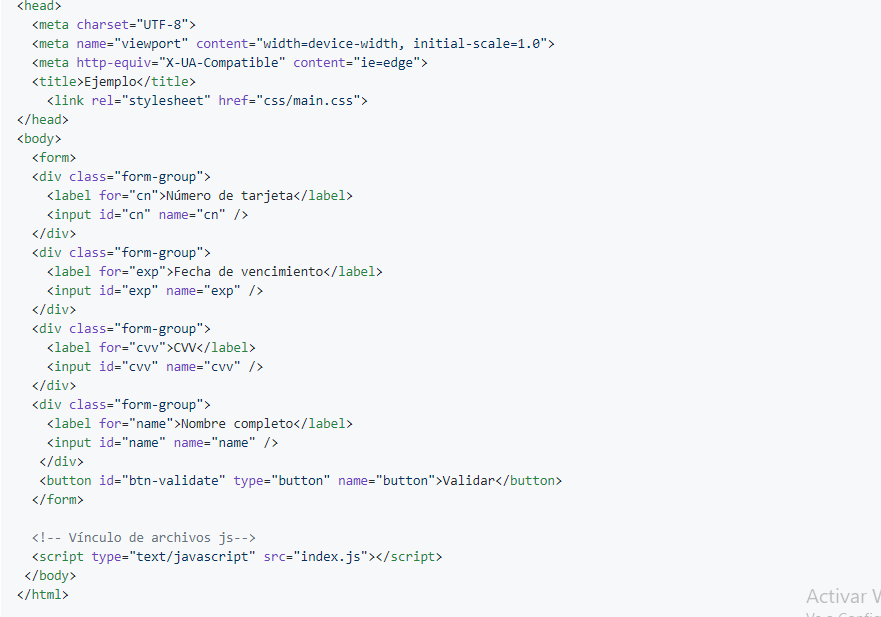 <head>
<meta charset="UTF-8">
<meta name="viewport" content="width=device-width, initial-scale=1.0">
<meta http-equiv="X-UA-Compatible" content="ie=edge">
<title>Ejemplo</title>
<link rel="stylesheet" href="css/main.css">
</head>
<body>
<form>
<div class="form-group">
<label for="cn">Número de tarjeta</label>
<input id="cn" name="cn" />
</div>
<div class="form-group">
<label for="exp">Fecha de vencimiento</label>
<input id="exp" name="exp" />
</div>
<div class="form-group">
<label for="cvv">CVV</label>
<input id="cvv" name="cvv" />
</div>
<div class="form-group">
<label for="name">Nombre completo</label>
<input id="name" name="name" />
</div>
<button id="btn-validate" type="button" name="button">Validar</button>
</form>
<!-- Vínculo de archivos js-->
<script type="text/javascript" src="index.js"></script>
</body>
</html>
Activar W